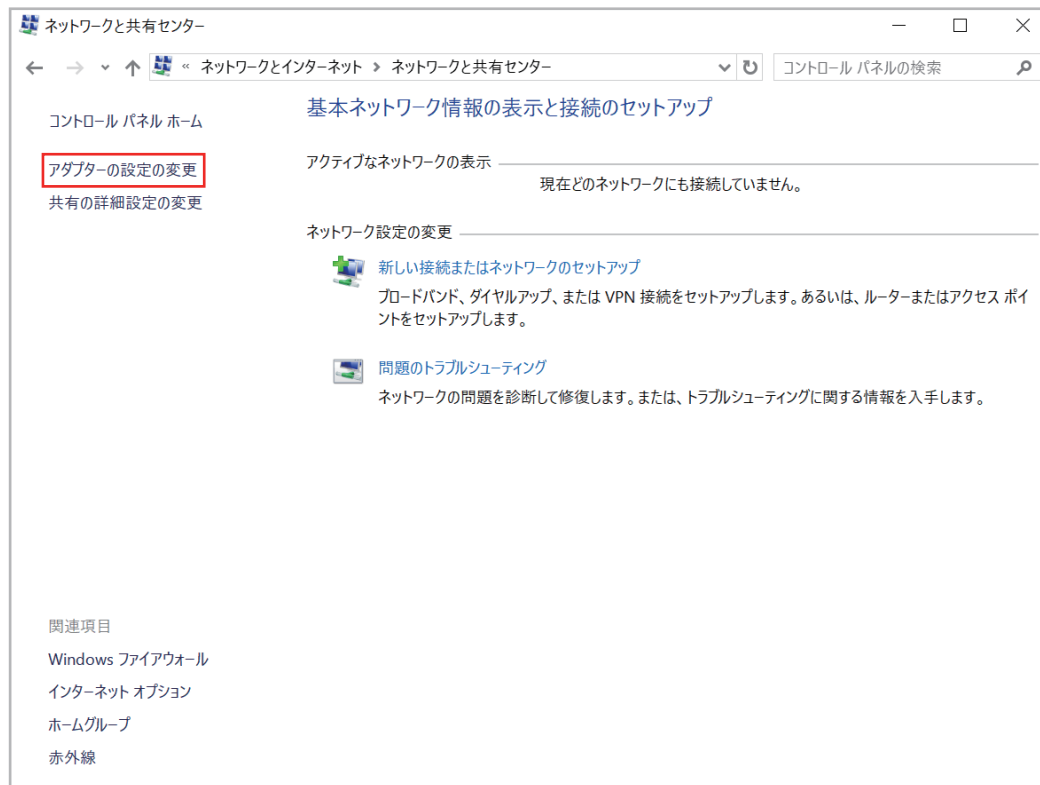 ネットワークと共有センター
« ネットワークとインターネット > ネットワークと共有センター
コントロール パネルの検索
コントロール パネル ホーム
アダプターの設定の変更
共有の詳細設定の変更
基本ネットワーク情報の表示と接続のセットアップ
アクティブなネットワークの表示
現在どのネットワークにも接続していません。
ネットワーク設定の変更
新しい接続またはネットワークのセットアップ
ブロードバンド、ダイヤルアップ、または VPN 接続をセットアップします。あるいは、ルーターまたはアクセス ポイ
ントをセットアップします。
問題のトラブルシューティング
ネットワークの問題を診断して修復します。または、トラブルシューティングに関する情報を入手します。
関連項目
Windows ファイアウォール
インターネット オプション
ホームグループ
赤外線